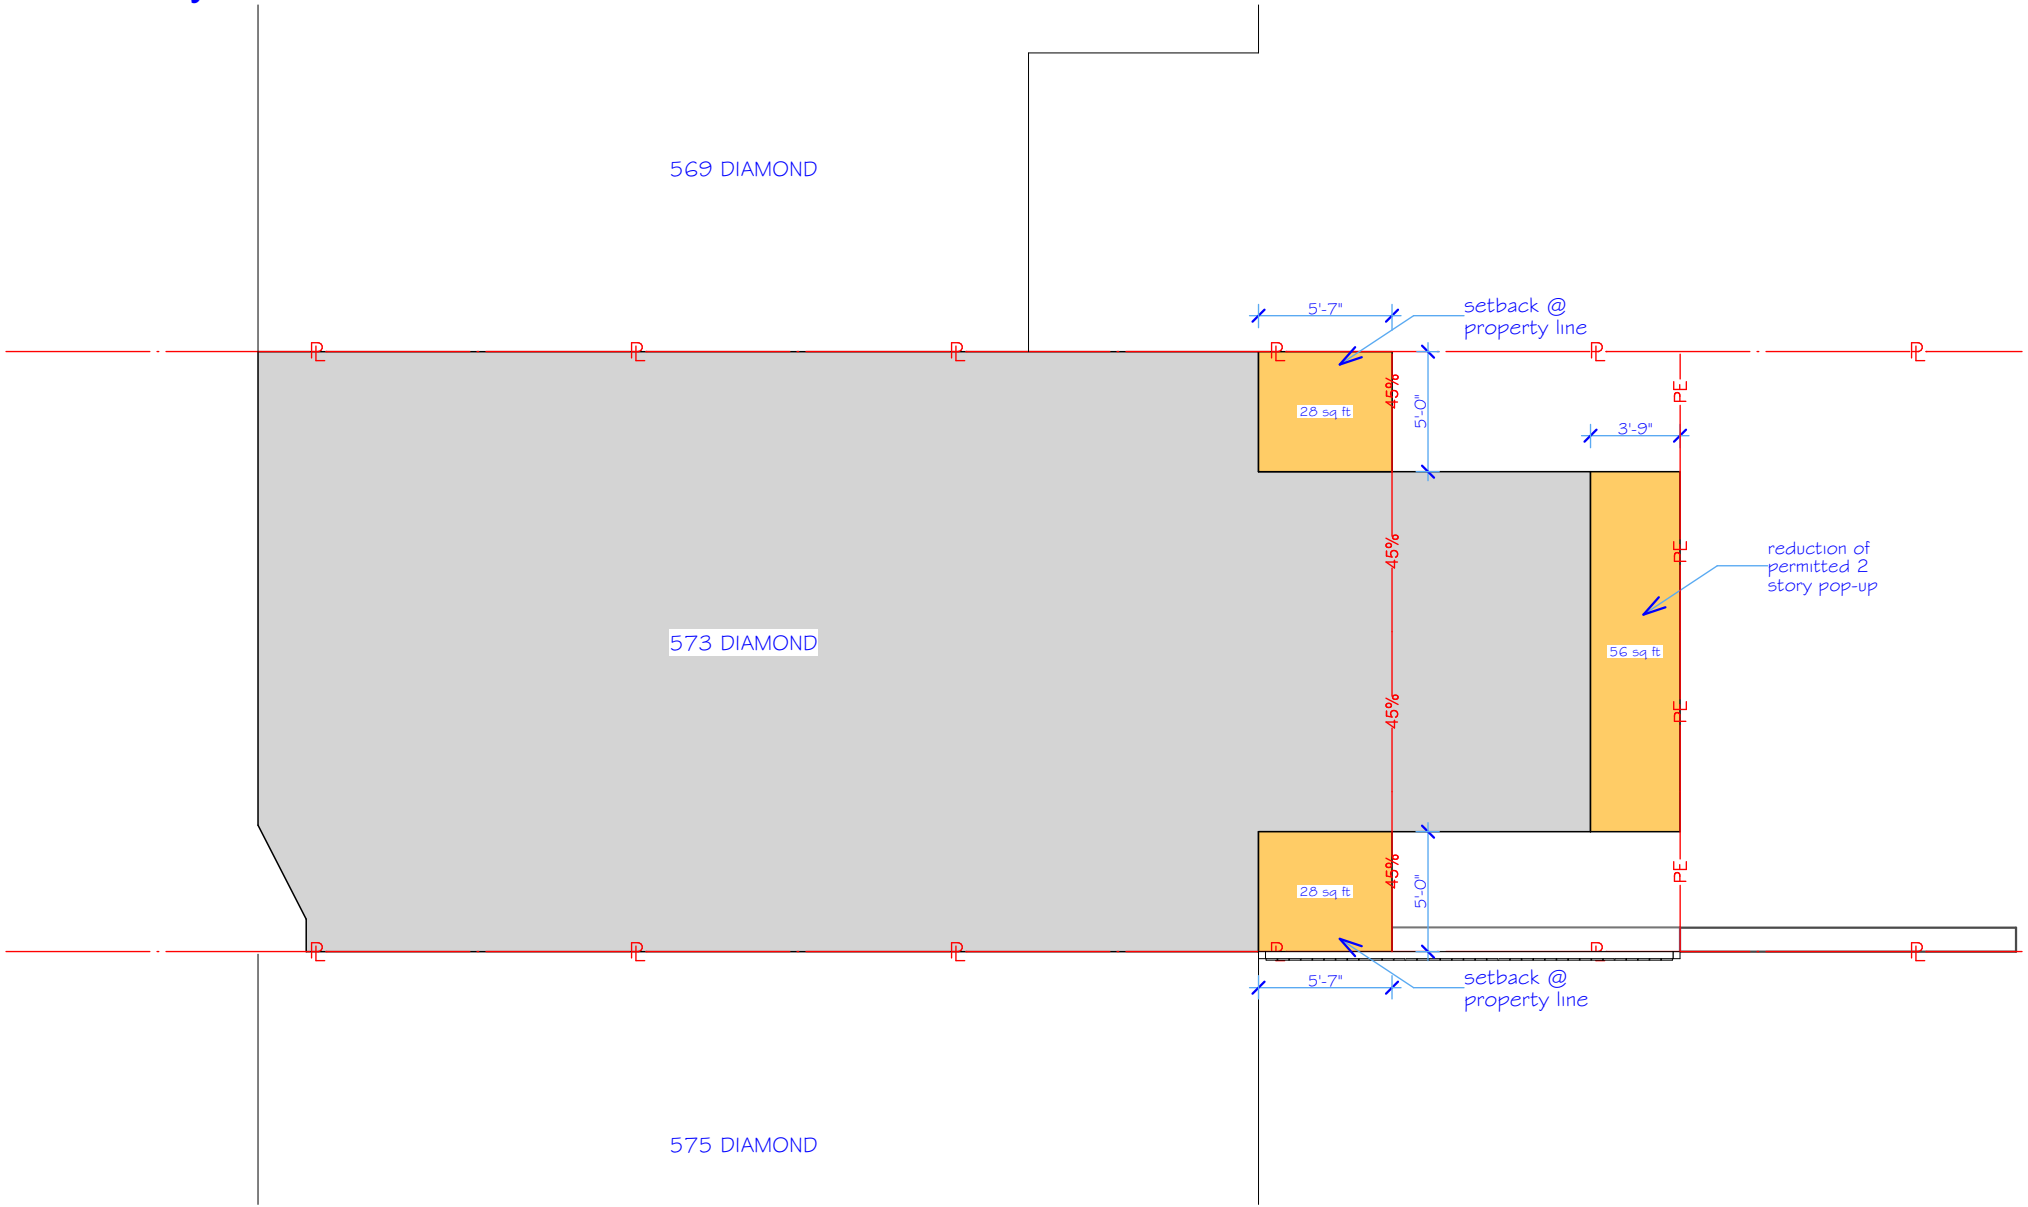 569 DIAMOND
5'-7"
setback @
property line
PL PL PL PL PL PL
45%
PE
28 sq ft
5'-0"
3'-9"
45%
PE
reduction of
permitted 2
story pop-up
573 DIAMOND
56 sq ft
45%
PE
45%
PE
28 sq ft
5'-0"
PL PL PL PL PL PL
5'-7"
setback @
property line
575 DIAMOND